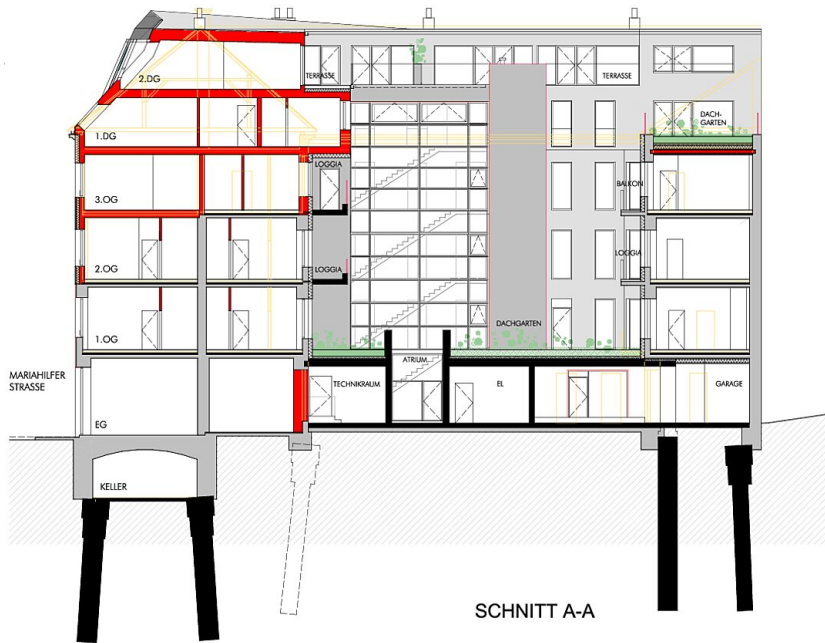 2.DG
TERRASSE
TERRASSE
1.DG
DACH-
GARTEN
3.OG
LOGGIA
BALKON
2.OG
LOGGIA
LOGGIA
1.OG
DACHGARTEN
ATRIUM
MARIAHILFER
STRASSE
TECHNIKRAUM
EL
GARAGE
EG
KELLER
SCHNITT A-A